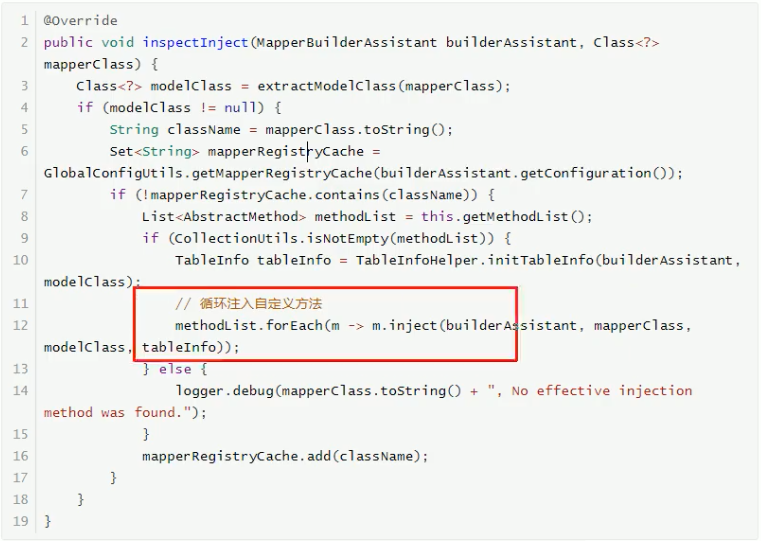 1 @Override
2 public void inspectInject(MapperBuilderAssistant builderAssistant, Class<?>
mapperClass) {
3 Class<?> modelClass = extractModelClass(mapperClass);
4 if (modelClass != null) {
5 String className = mapperClass.toString();
6 Set<String> mapperRegistryCache =
GlobalConfigUtils.getMapperRegistryCache(builderAssistant.getConfiguration());
7 if (!mapperRegistryCache.contains(className)) {
8 List<AbstractMethod> methodList = this.getMethodList();
9 if (CollectionUtils.isNotEmpty(methodList)) {
10 TableInfo tableInfo = TableInfoHelper.initTableInfo(builderAssistant,
modelClass);
11 // 循环注入自定义方法
12 methodList.forEach(m -> m.inject(builderAssistant, mapperClass,
modelClass, tableInfo));
13 } else {
14 logger.debug(mapperClass.toString() + ", No effective injection
method was found.");
15 }
16 mapperRegistryCache.add(className);
17 }
18 }
19 }